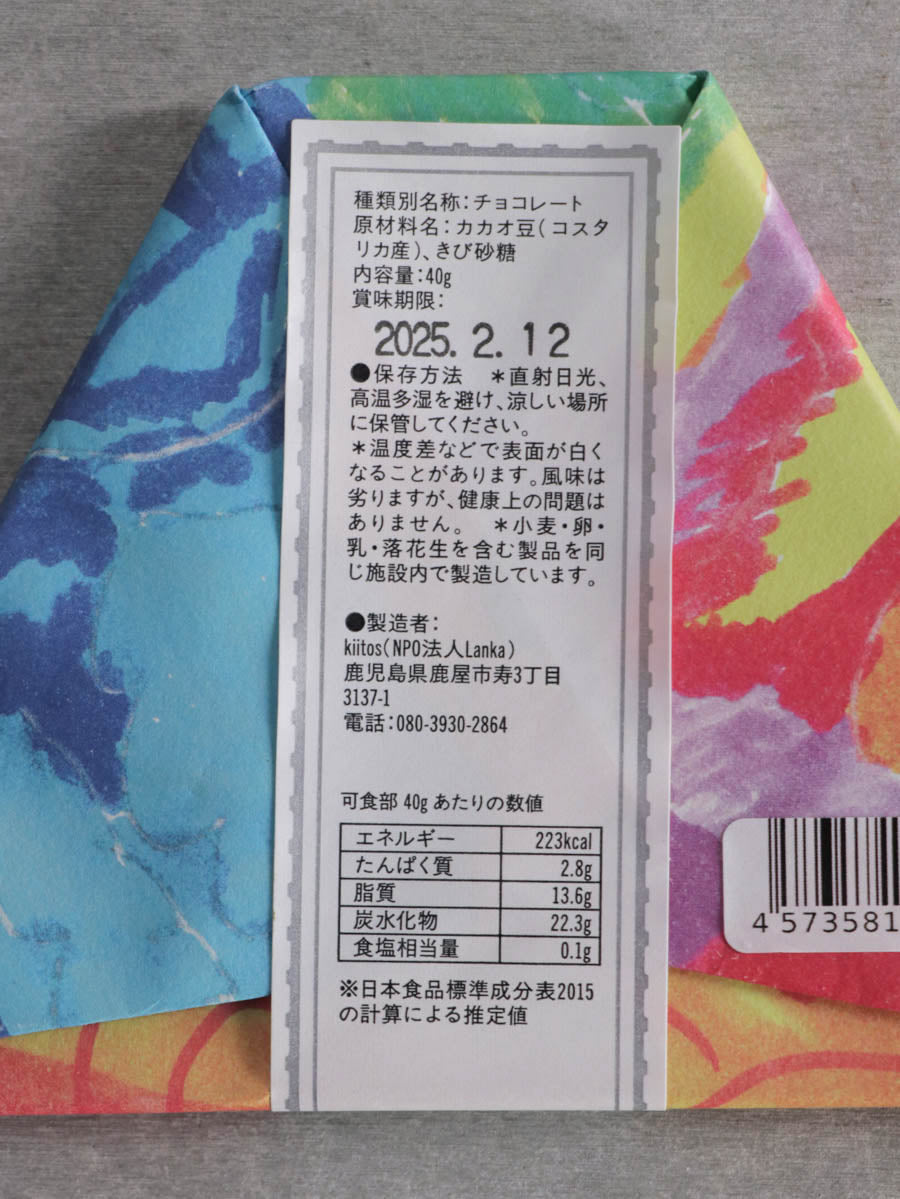 種類別名称：チョコレート
原材料名：カカオ豆（コスタ
リカ産）、きび砂糖
内容量：40g
賞味期限：
2025. 2. 12
●保存方法　＊直射日光、
高温多湿を避け、涼しい場所
に保管してください。
＊温度差などで表面が白く
なることがあります。風味は
劣りますが、健康上の問題は
ありません。　＊小麦・卵・
乳・落花生を含む製品を同
じ施設内で製造しています。
●製造者：
kiitos（NPO法人Lanka）
鹿児島県鹿屋市寿3丁目
3137-1
電話：080-3930-2864
可食部 40g あたりの数値
エネルギー 223kcal
たんぱく質 2.8g
脂質 13.6g
炭水化物 22.3g
食塩相当量 0.1g
※日本食品標準成分表2015
の計算による推定値
4 573581